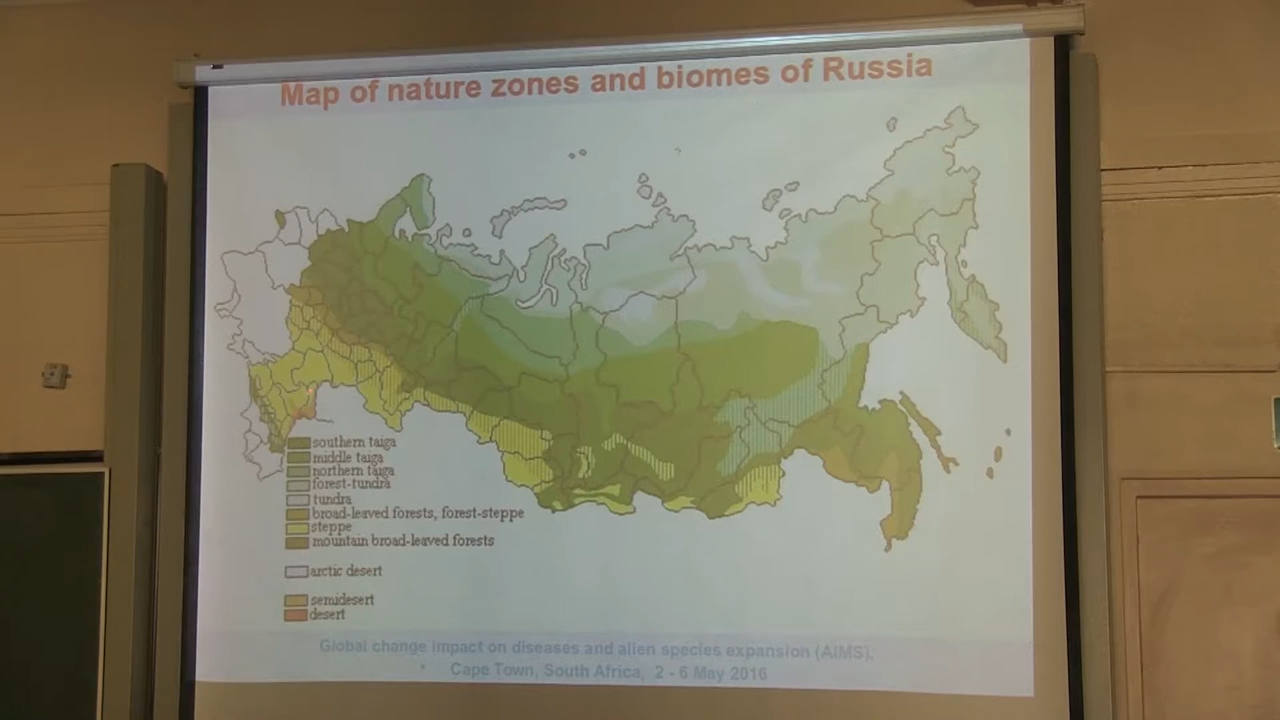 Map of nature zones and biomes of Russia
southern taiga
middle taiga
northern taiga
forest-tundra
tundra
broad-leaved forests, forest-steppe
steppe
mountain broad-leaved forests
arctic desert
semidesert
desert
Global change impact on diseases and alien species expansion (AIMS),
• Cape Town, South Africa, 2 - 6 May 2016